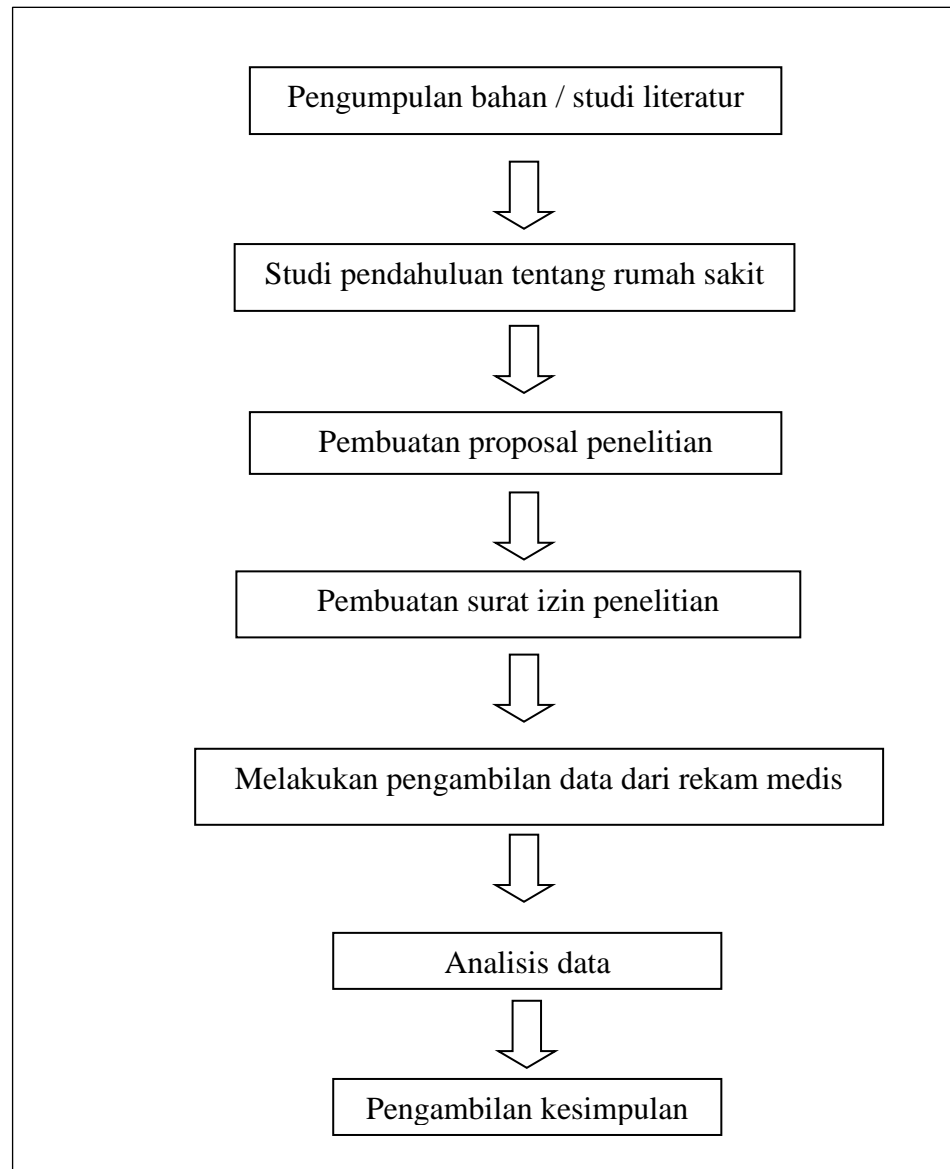 Pengumpulan bahan / studi literatur
Studi pendahuluan tentang rumah sakit
Pembuatan proposal penelitian
Pembuatan surat izin penelitian
Melakukan pengambilan data dari rekam medis
Analisis data
Pengambilan kesimpulan